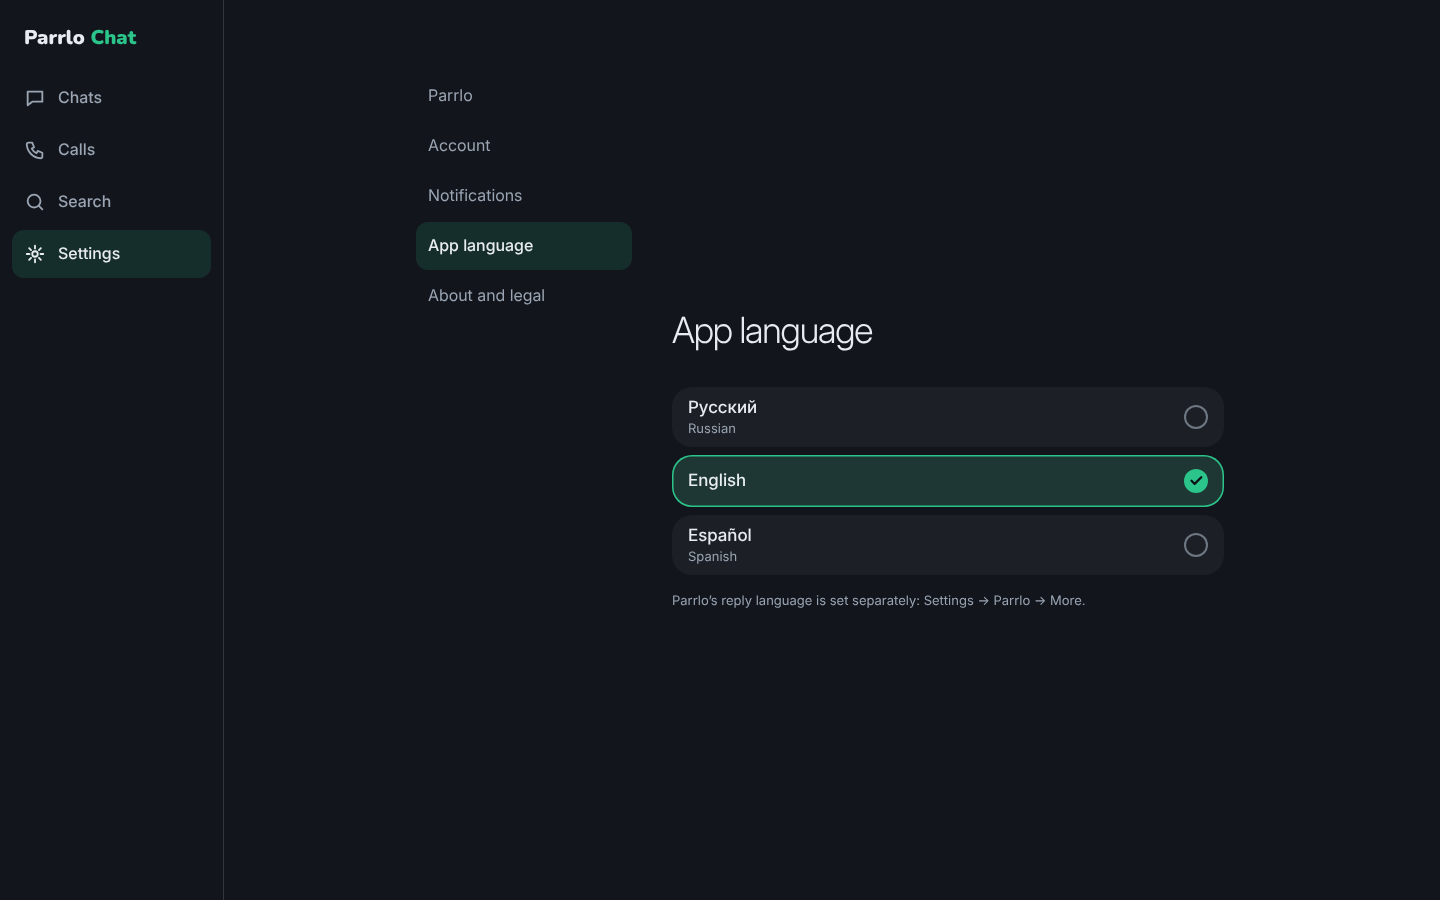 Parrlo Chat
Chats
Calls
Search
Settings
Parrlo
Account
Notifications
App language
About and legal
App language
Русский
Russian
English
Español
Spanish
Parrlo’s reply language is set separately: Settings → Parrlo → More.